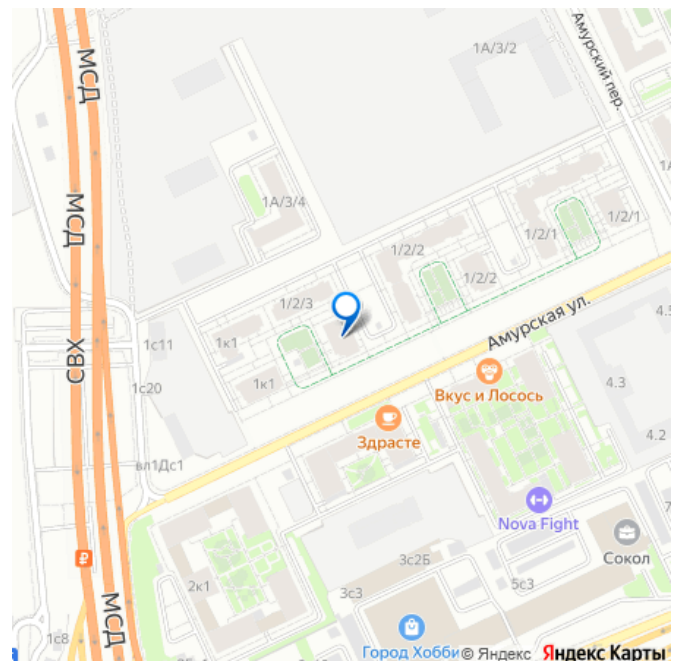 МСД
1А/3/2
Амурский пер.
МСД
1А/3/4
1А
1/2/1
1/2/2
1/2/1
1/2/2
1/2/3
СВХ
1с11
1к1
1к1
Амурская ул.
4.5
1с20
Вкус и Лосось
4.3
Здрасте
4.2
вл1Дс1
Nova Fight
7
Сокол
3с2Б
5с3
2к1
3с3
₽
МСД
1с8
Город Хобби
© Яндекс Яндекс Карты